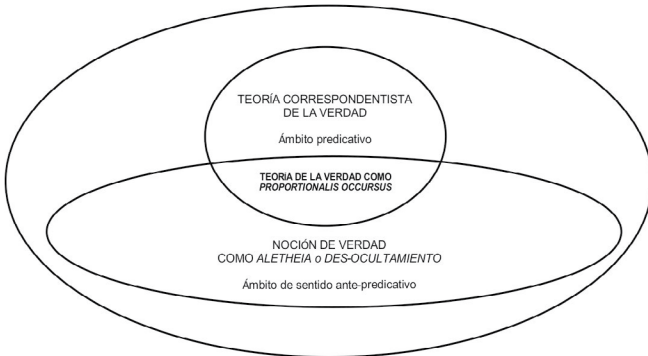 TEORÍA CORRESPONDENTISTA
DE LA VERDAD
Ámbito predicativo
TEORIA DE LA VERDAD COMO
PROPORTIONALIS OCCURSUS
NOCIÓN DE VERDAD
COMO ALETHEIA o DES-OCULTAMIENTO
Ámbito de sentido ante-predicativo